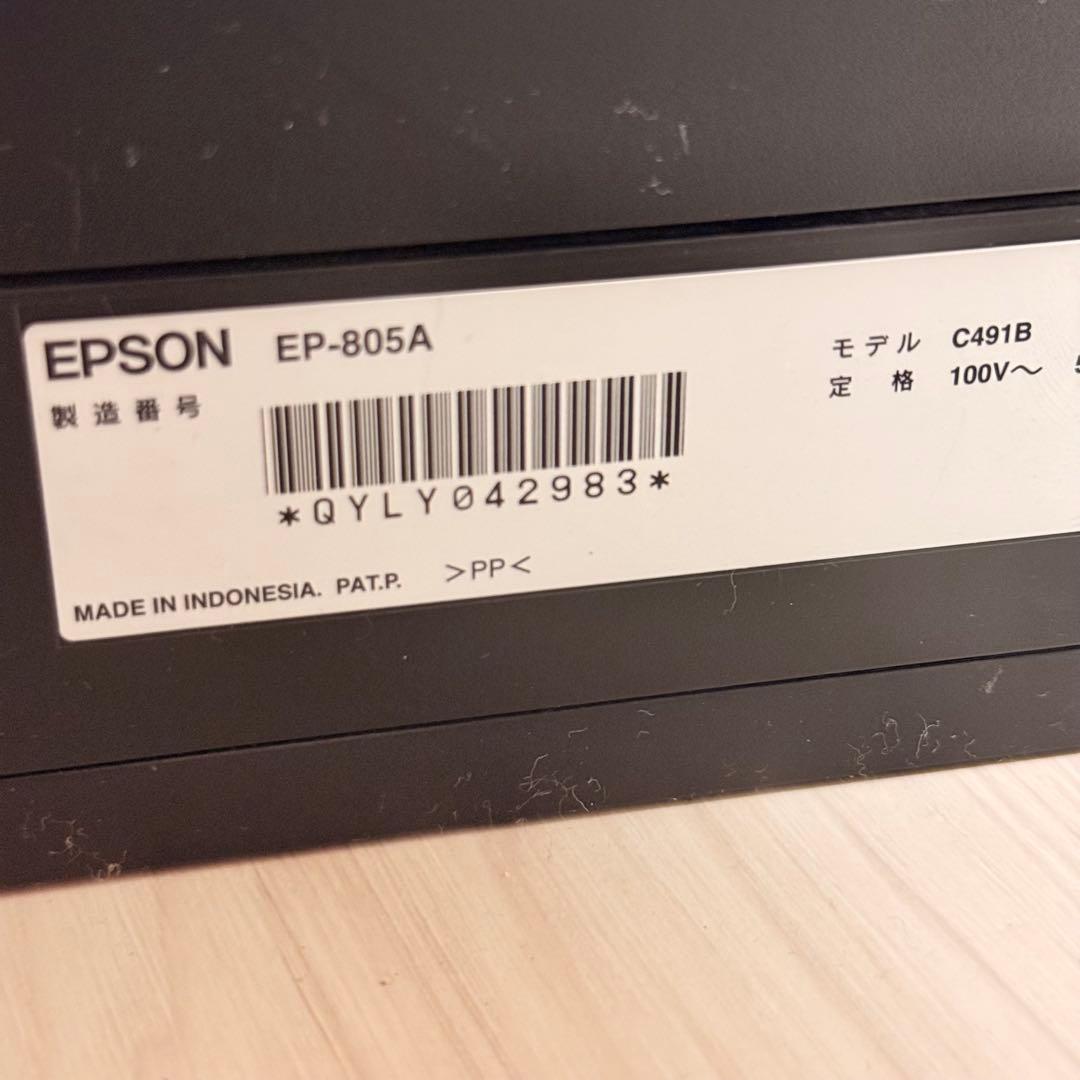 EPSON EP-805A
製造番号
*QYLY042983*
MADE IN INDONESIA. PAT.P. >PP<
モデル C491B
定 格 100V～ 5